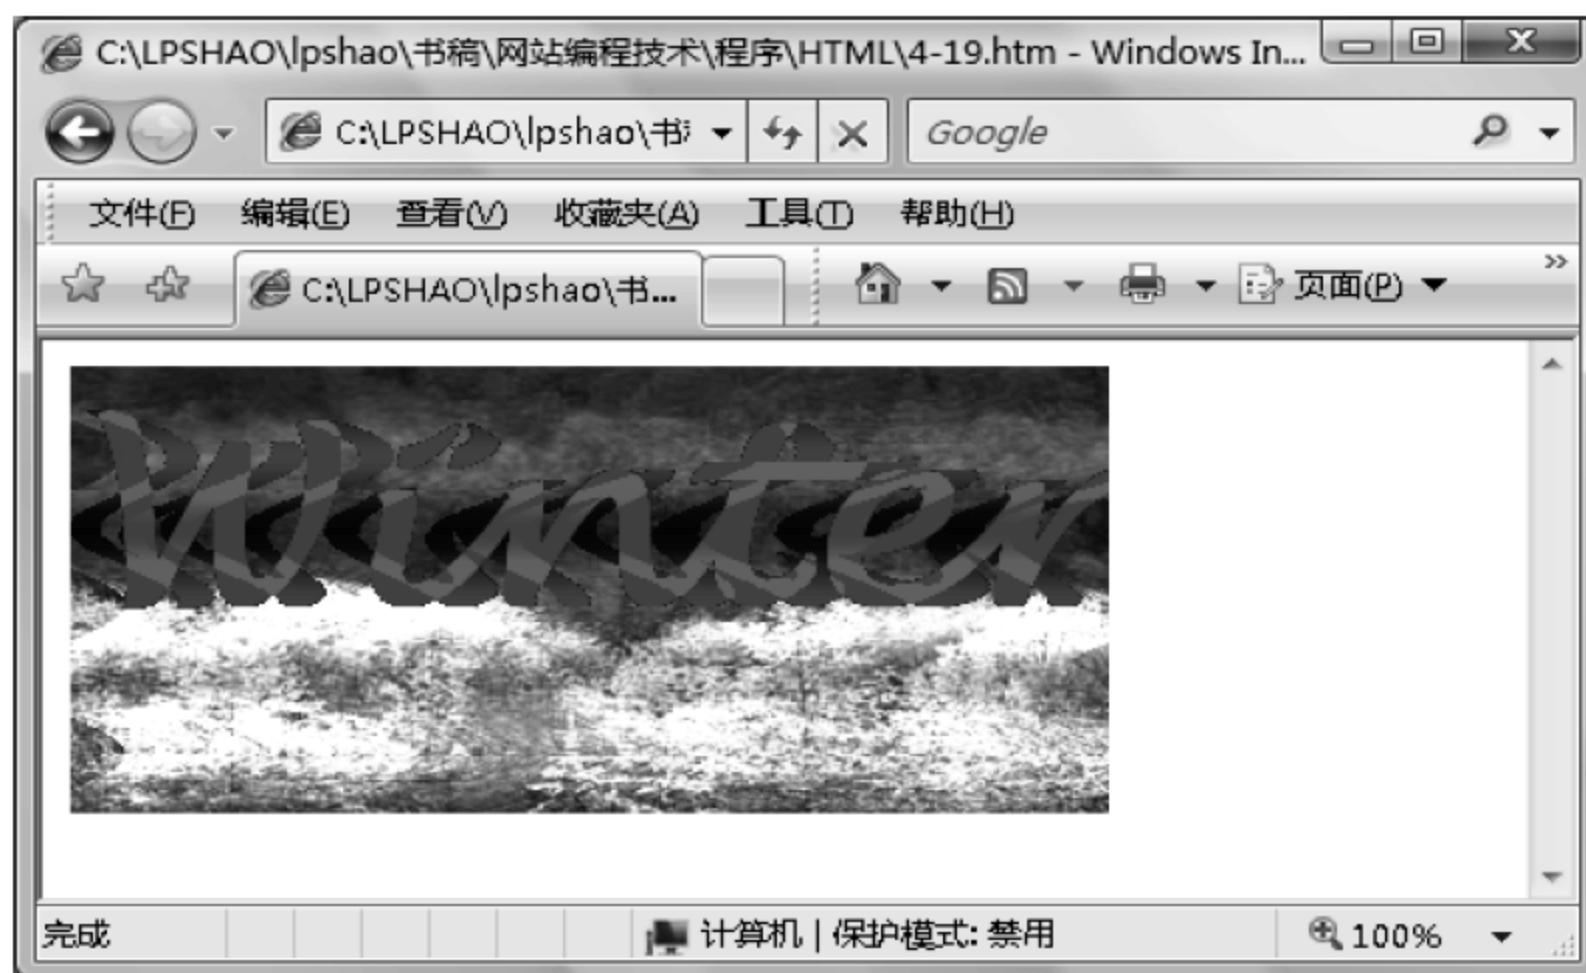 C:\LPSHAO\lpshao\书稿\网站编程技术\程序\HTML\4-19.htm - Windows In...
C:\LPSHAO\lpshao\书 Google
文件(F) 编辑(E) 查看(V) 收藏夹(A) 工具(T) 帮助(H)
C:\LPSHAO\lpshao\书... 页面(P)
Winter
完成 计算机 | 保护模式: 禁用 100%